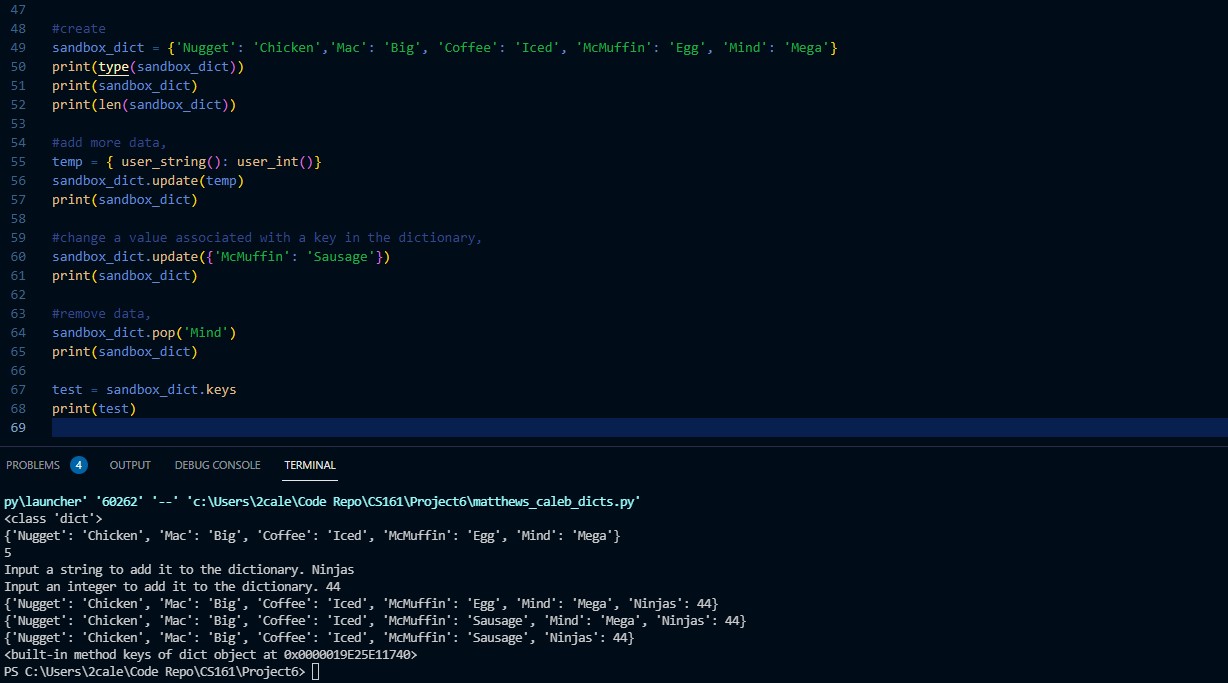 47
48 #create
49 sandbox_dict = {'Nugget': 'Chicken','Mac': 'Big', 'Coffee': 'Iced', 'McMuffin': 'Egg', 'Mind': 'Mega'}
50 print(type(sandbox_dict))
51 print(sandbox_dict)
52 print(len(sandbox_dict))
53
54 #add more data,
55 temp = { user_string(): user_int()}
56 sandbox_dict.update(temp)
57 print(sandbox_dict)
58
59 #change a value associated with a key in the dictionary,
60 sandbox_dict.update({'McMuffin': 'Sausage'})
61 print(sandbox_dict)
62
63 #remove data,
64 sandbox_dict.pop('Mind')
65 print(sandbox_dict)
66
67 test = sandbox_dict.keys
68 print(test)
69
PROBLEMS 4 OUTPUT DEBUG CONSOLE TERMINAL
py\launcher' '60262' '--' 'c:\Users\2cale\Code Repo\CS161\Project6\matthews_caleb_dicts.py'
<class 'dict'>
{'Nugget': 'Chicken', 'Mac': 'Big', 'Coffee': 'Iced', 'McMuffin': 'Egg', 'Mind': 'Mega'}
5
Input a string to add it to the dictionary. Ninjas
Input an integer to add it to the dictionary. 44
{'Nugget': 'Chicken', 'Mac': 'Big', 'Coffee': 'Iced', 'McMuffin': 'Egg', 'Mind': 'Mega', 'Ninjas': 44}
{'Nugget': 'Chicken', 'Mac': 'Big', 'Coffee': 'Iced', 'McMuffin': 'Sausage', 'Mind': 'Mega', 'Ninjas': 44}
{'Nugget': 'Chicken', 'Mac': 'Big', 'Coffee': 'Iced', 'McMuffin': 'Sausage', 'Ninjas': 44}
<built-in method keys of dict object at 0x0000019E25E11740>
PS C:\Users\2cale\Code Repo\CS161\Project6>